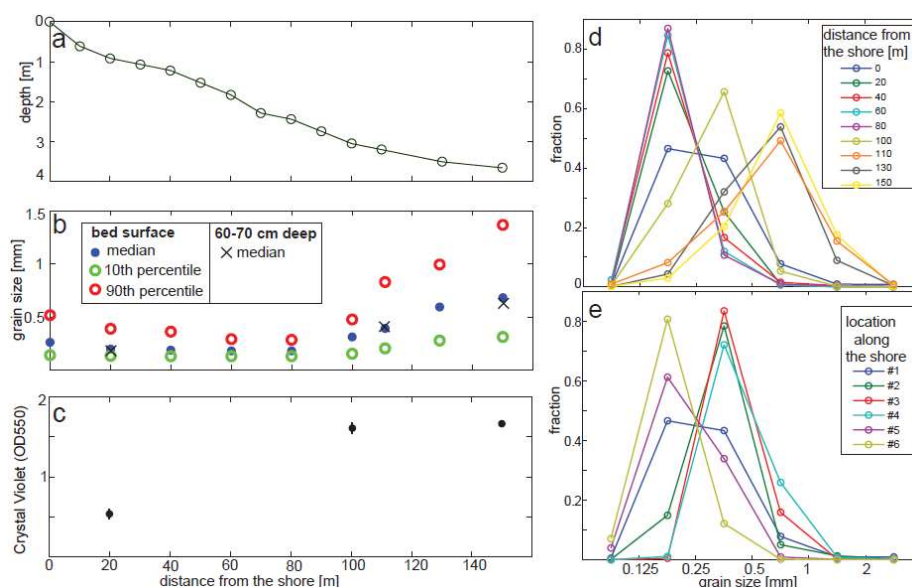 a
0
1
2
3
4
depth [m]
b
1.5
1
0.5
grain size [mm]
bed surface
median
10th percentile
90th percentile
60-70 cm deep
median
c
2
1
Crystal Violet (OD550)
0 20 40 60 80 100 120 140
distance from the shore [m]
d
0.8
0.6
0.4
0.2
0
fraction
distance from
the shore [m]
0
20
40
60
80
100
110
130
150
e
0.8
0.6
0.4
0.2
fraction
location
along
the shore
#1
#2
#3
#4
#5
#6
0.125 0.25 0.5 1 2
grain size [mm]